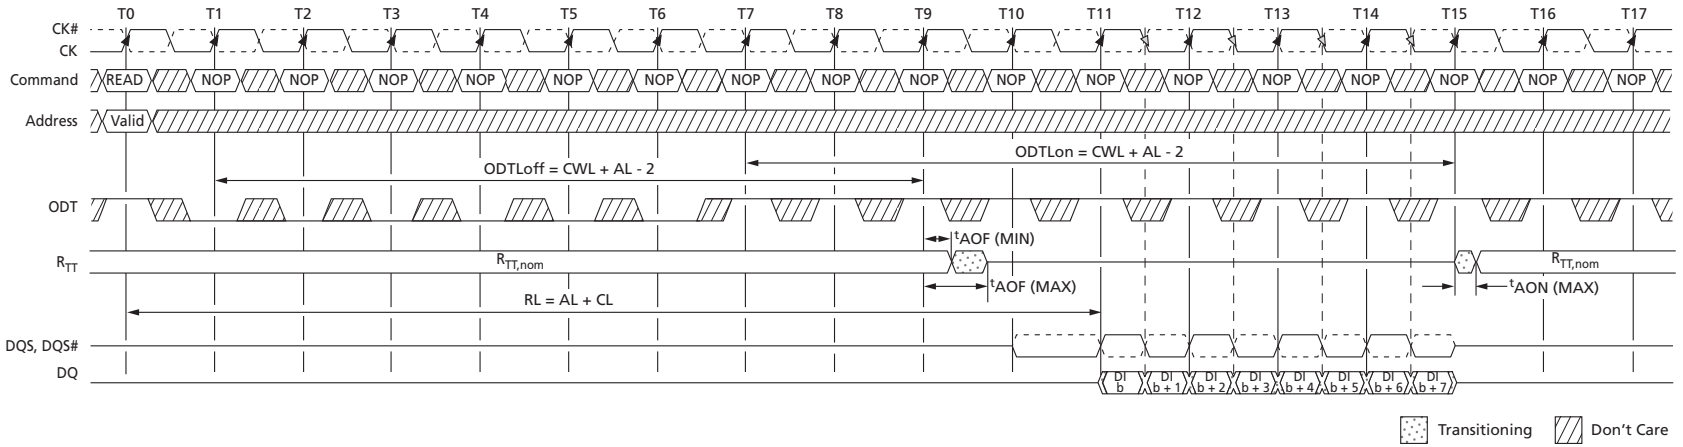 T0 T1 T2 T3 T4 T5 T6 T7 T8 T9 T10 T11 T12 T13 T14 T15 T16 T17
CK#
CK
Command READ NOP NOP NOP NOP NOP NOP NOP NOP NOP NOP NOP NOP NOP NOP NOP NOP NOP
Address Valid
ODTLon = CWL + AL - 2
ODTLoff = CWL + AL - 2
ODT
tAOF (MIN)
RTT RTT,nom RTT,nom
tAOF (MAX) tAON (MAX)
RL = AL + CL
DQS, DQS#
DQ
DI b DI b + 1 DI b + 2 DI b + 3 DI b + 4 DI b + 5 DI b + 6 DI b + 7
Transitioning Don't Care